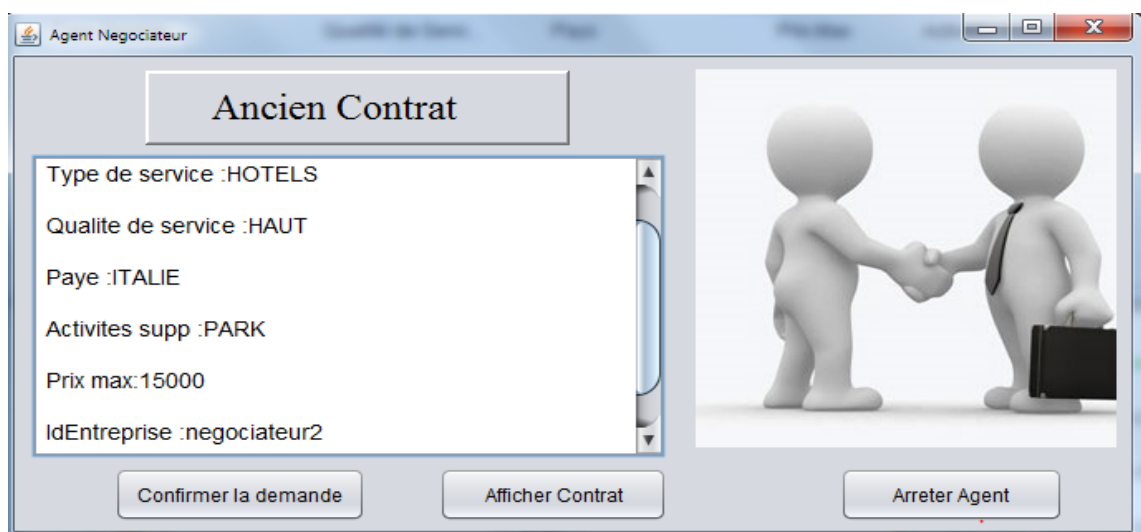 Agent Negociateur
Ancien Contrat
Type de service :HOTELS
Qualite de service :HAUT
Paye :ITALIE
Activites supp :PARK
Prix max:15000
IdEntreprise :negociateur2
Confirmer la demande
Afficher Contrat
Arreter Agent